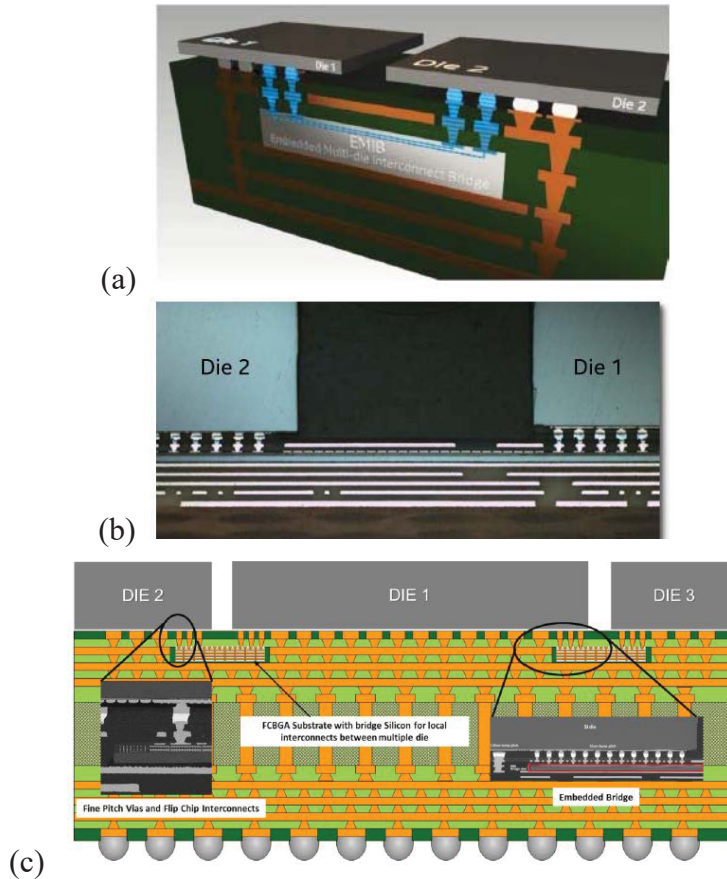 Die 1
Die 2
Die 1
Die 2
EMIB
Embedded Multi-die Interconnect Bridge
(a)
Die 2
Die 1
(b)
DIE 2
DIE 1
DIE 3
FCBGA Substrate with bridge Silicon for local
interconnects between multiple die
Fine Pitch Vias and Flip Chip Interconnects
Embedded Bridge
(c)